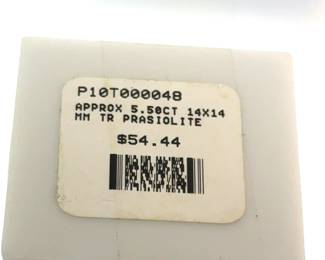 P10T000048
APPROX 5.50CT 14X14
MM TR PRASIOLITE
$54.44